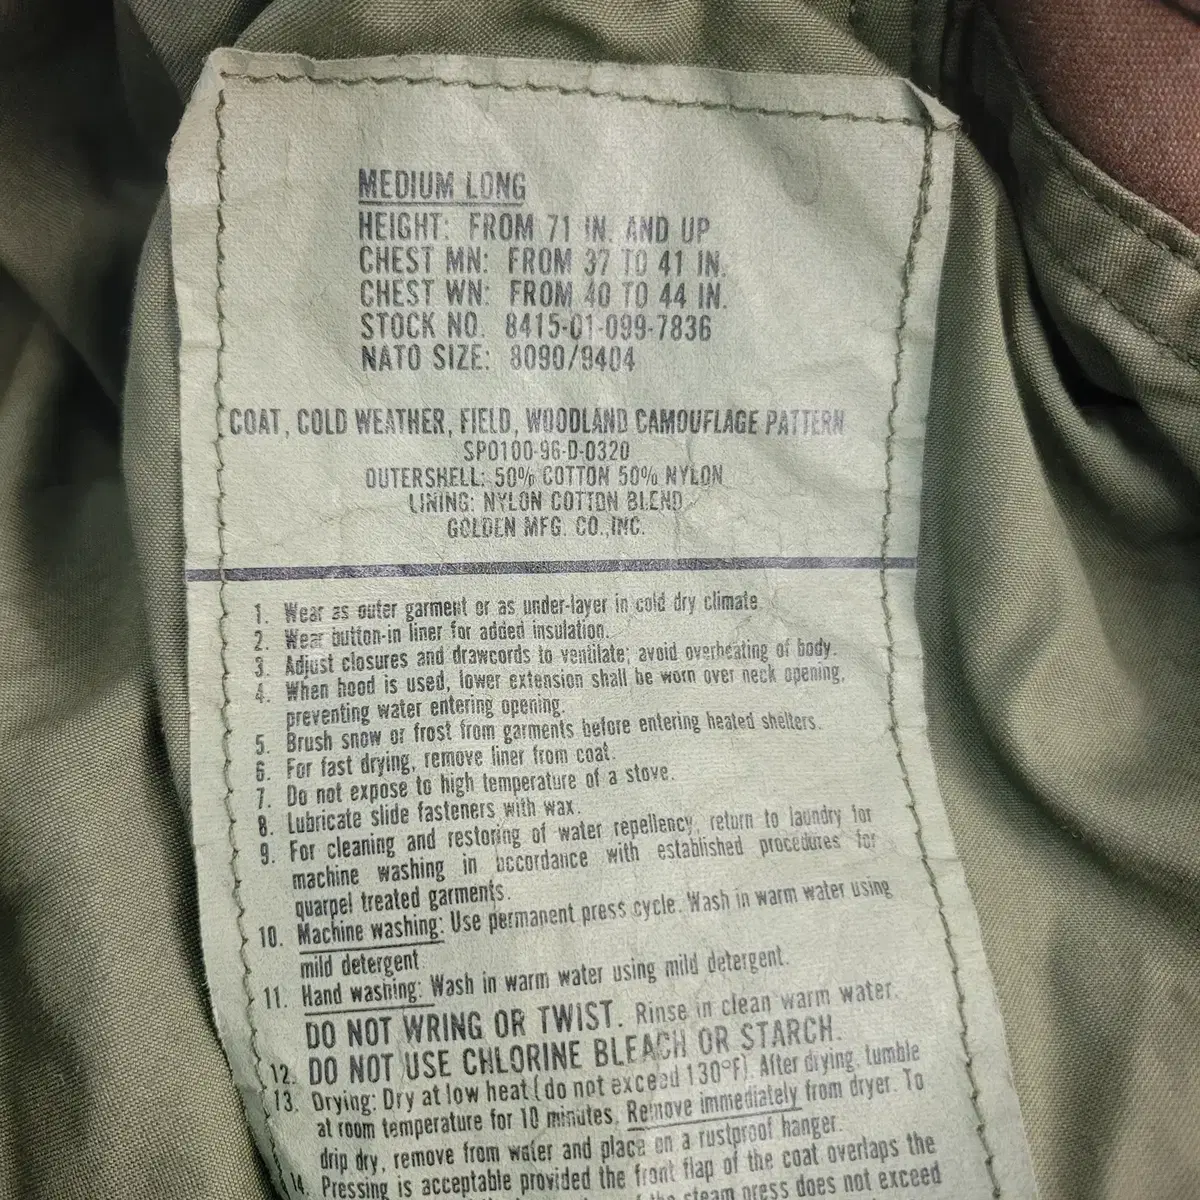 MEDIUM LONG
HEIGHT: FROM 71 IN. AND UP
CHEST MN: FROM 37 TO 41 IN.
CHEST WN: FROM 40 TO 44 IN.
STOCK NO. 8415-01-099-7836
NATO SIZE: 8090/9404
COAT, COLD WEATHER, FIELD, WOODLAND CAMOUFLAGE PATTERN
SPO100-96-D-0320
OUTERSHELL: 50% COTTON 50% NYLON
LINING: NYLON COTTON BLEND
GOLDEN MFG. CO.,INC.
1. Wear as outer garment or as under-layer in cold dry climate.
2. Wear button-in liner for added insulation.
3. Adjust closures and drawcords to ventilate; avoid overheating of body.
4. When hood is used, lower extension shall be worn over neck opening,
preventing water entering opening.
5. Brush snow or frost from garments before entering heated shelters.
6. For fast drying, remove liner from coat.
7. Do not expose to high temperature of a stove.
8. Lubricate slide fasteners with wax.
9. For cleaning and restoring of water repellency, return to laundry for
machine washing in accordance with established procedures for
quarpel treated garments.
10. Machine washing: Use permanent press cycle. Wash in warm water using
mild detergent
11. Hand washing: Wash in warm water using mild detergent.
DO NOT WRING OR TWIST. Rinse in clean warm water.
12. DO NOT USE CHLORINE BLEACH OR STARCH.
13. Drying: Dry at low heat (do not exceed 130°F). After drying, tumble
at room temperature for 10 minutes. Remove immediately from dryer. To
drip dry, remove from water and place on a rustproof hanger.
14. Pressing is acceptable provided the front flap of the coat overlaps the
steam press does not exceed